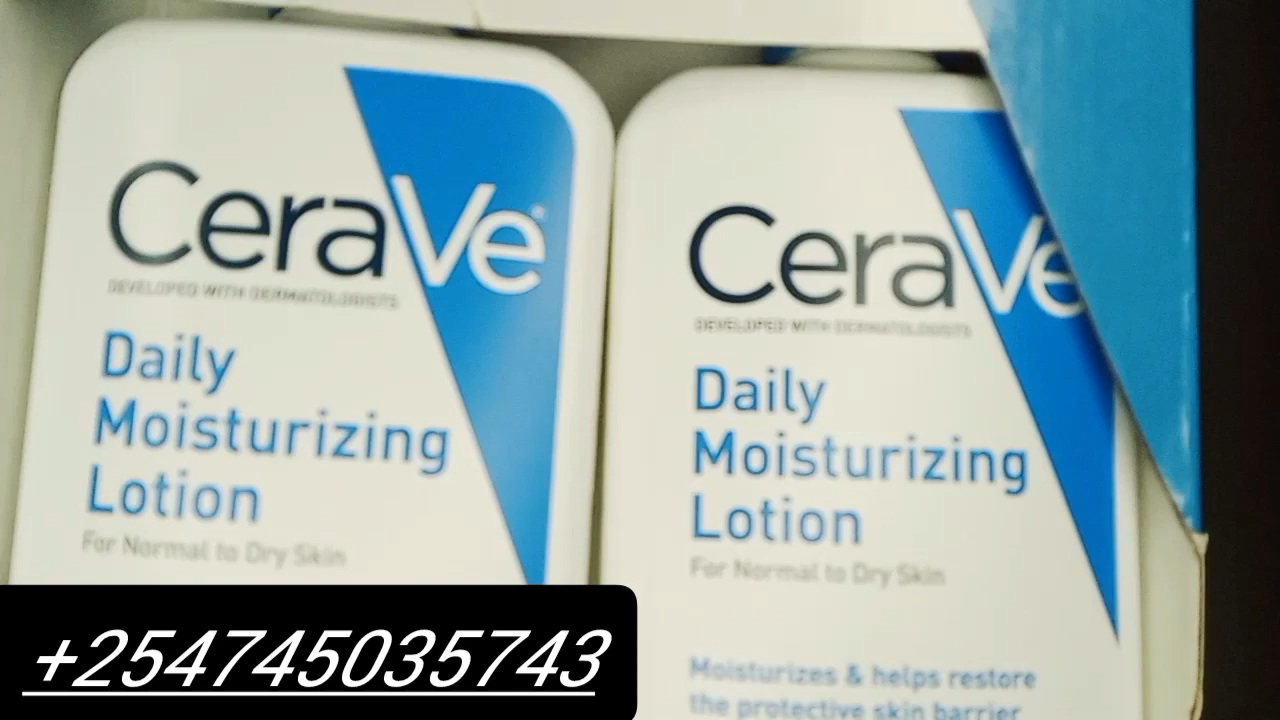 CeraVe
DEVELOPED WITH DERMATOLOGISTS
Daily
Moisturizing
Lotion
For Normal to Dry Skin
CeraVe
DEVELOPED WITH DERMATOLOGISTS
Daily
Moisturizing
Lotion
For Normal to Dry Skin
Moisturizes & helps restore
the protective skin barrier
+254745035743